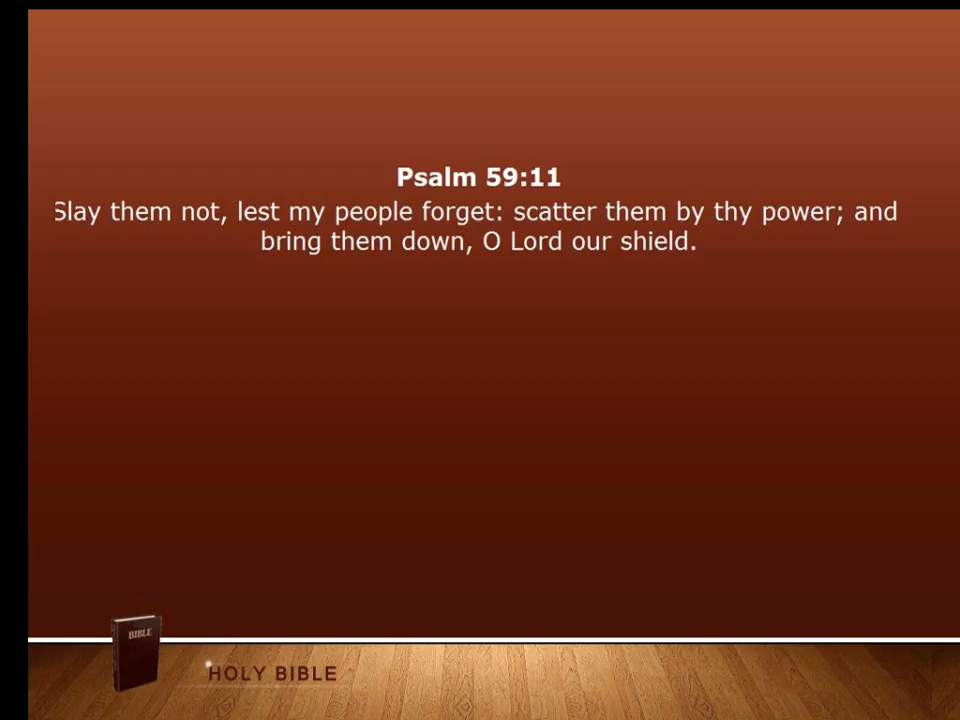 Psalm 59:11
Slay them not, lest my people forget: scatter them by thy power; and
bring them down, O Lord our shield.
BIBLE
HOLY BIBLE